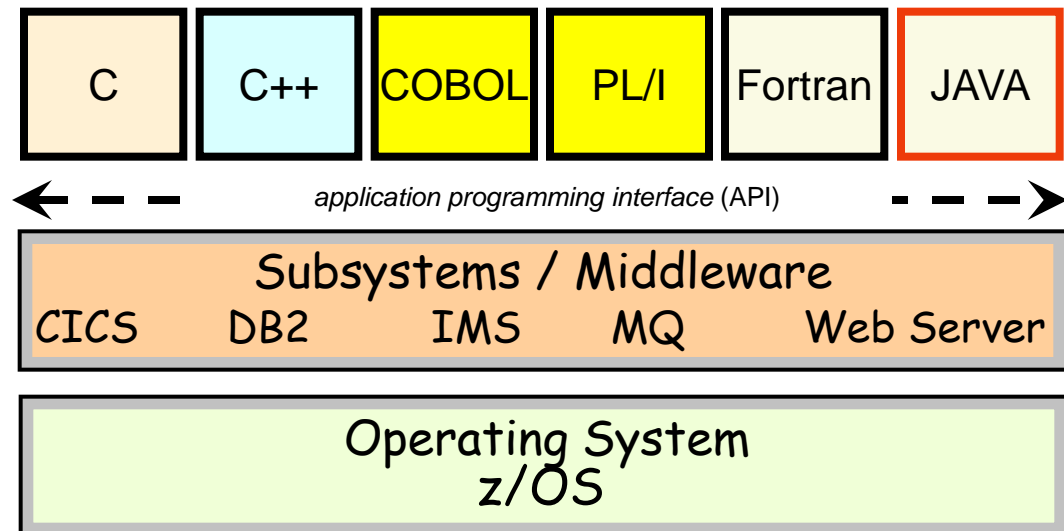 C C++ COBOL PL/I Fortran JAVA
application programming interface (API)
Subsystems / Middleware
CICS DB2 IMS MQ Web Server
Operating System
z/OS